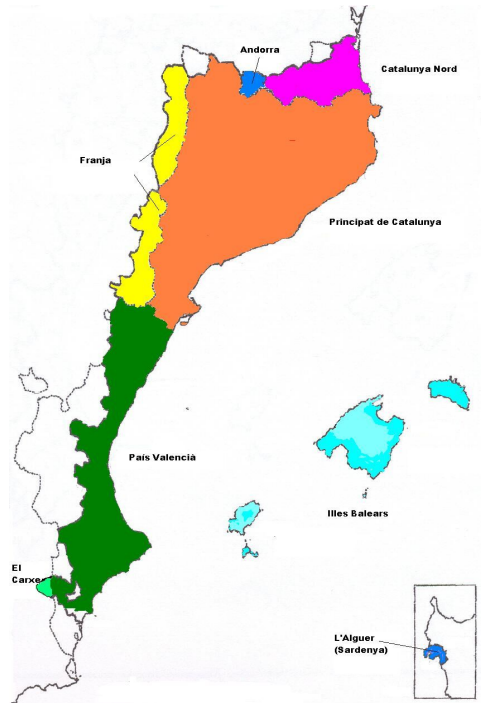 Andorra
Catalunya Nord
Franja
Principat de Catalunya
País Valencià
Illes Balears
El
Carxe
L'Alguer
(Sardenya)